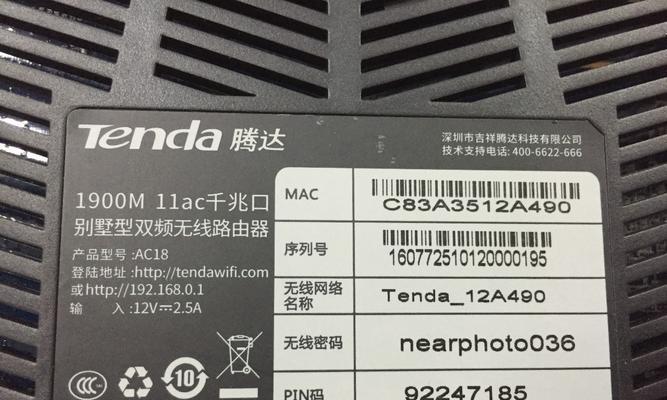 Tenda 腾达
深圳市吉祥腾达科技有限公司
技术支持电话: 400-6622-666
1900M 11ac千兆口
别墅型双频无线路由器
产品型号:AC18
登陆地址:http://tendawifi.com
或http://192.168.0.1
输 入:12V⎓2.5A
MAC
C83A3512A490
序列号
160772510120000195
无线网络
名称
Tenda_12A490
无线密码
nearphoto036
PIN码
92247185
CCC
10